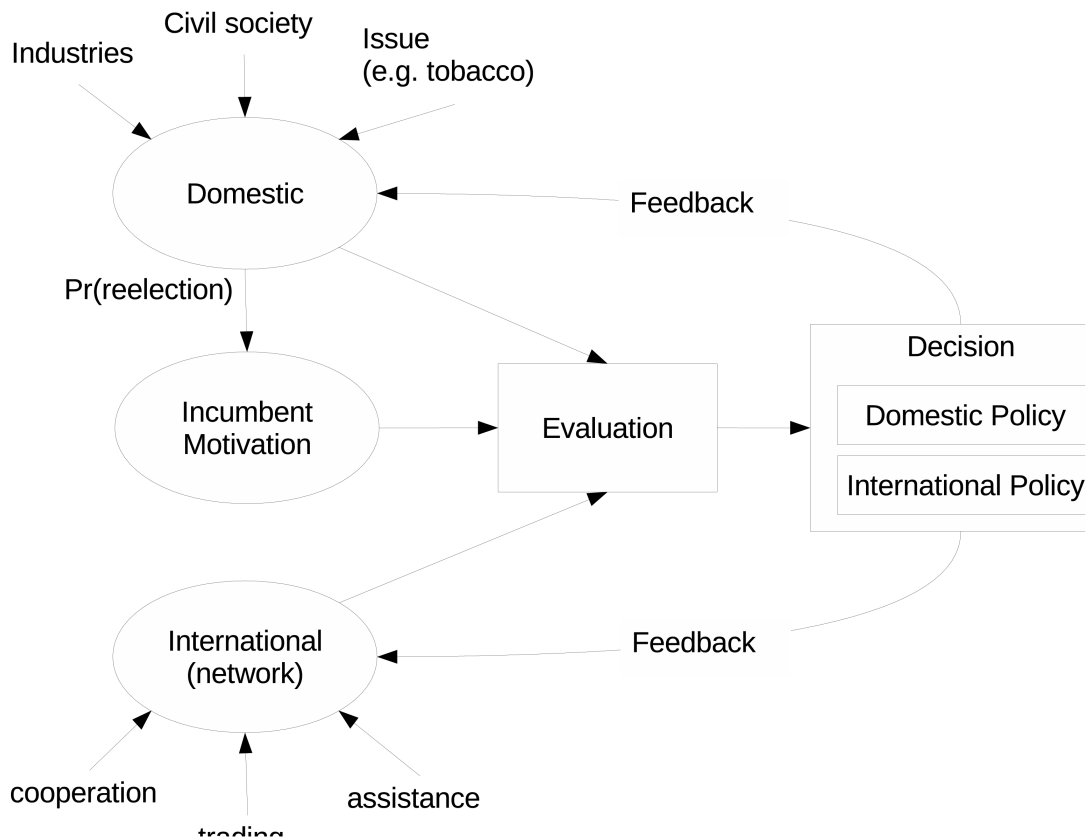 Civil society
Industries
Issue
(e.g. tobacco)
Domestic
Feedback
Pr(reelection)
Decision
Incumbent
Motivation
Evaluation
Domestic Policy
International Policy
International
(network)
Feedback
cooperation
assistance
trading